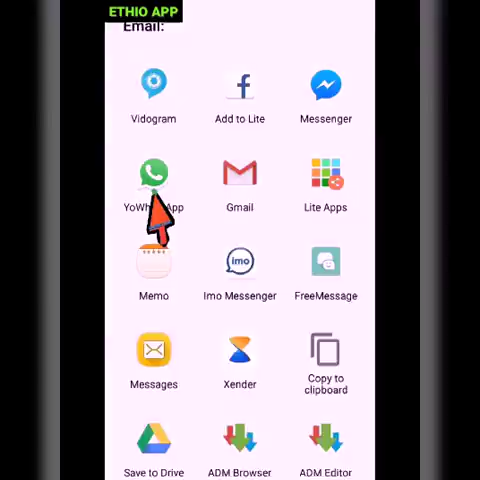 ETHIO APP
Email:
Vidogram
Add to Lite
Messenger
Gmail
Lite Apps
Memo
imo
Imo Messenger
FreeMessage
Messages
Xender
Copy to
clipboard
Save to Drive
ADM Browser
ADM Editor